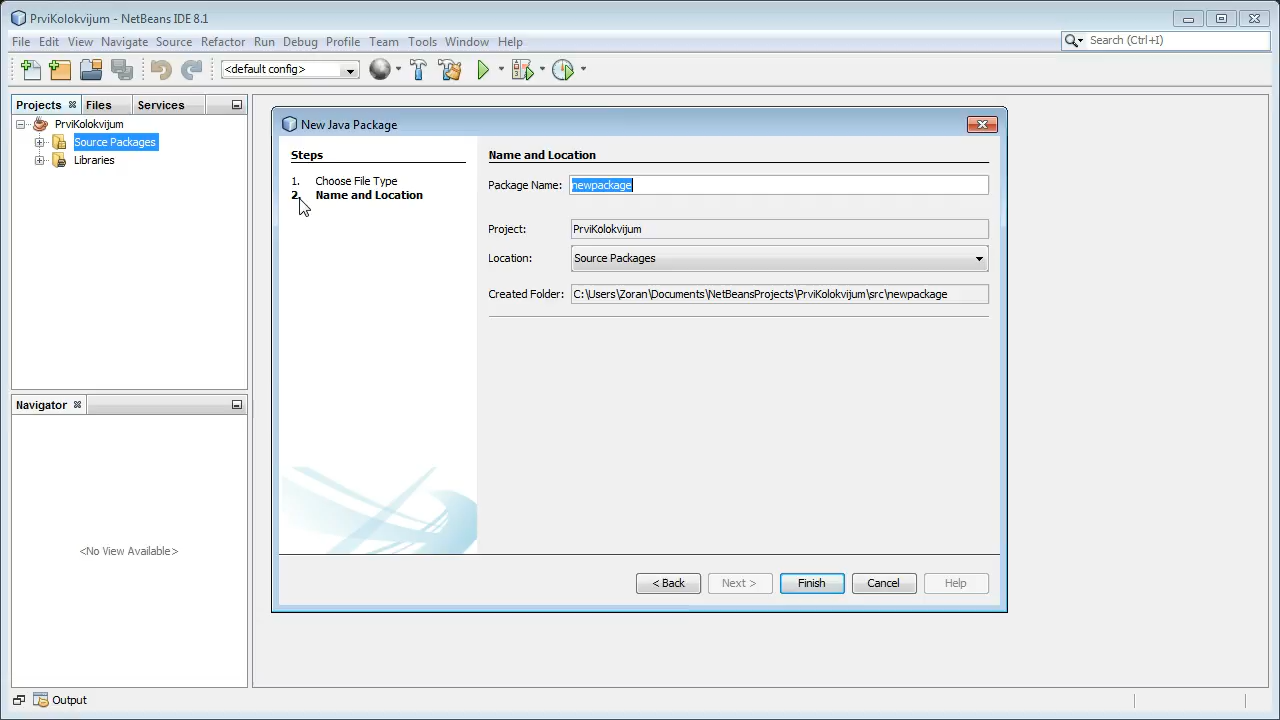 PrviKolokvijum - NetBeans IDE 8.1
File Edit View Navigate Source Refactor Run Debug Profile Team Tools Window Help
Search (Ctrl+I)
<default config>
Projects Files Services
PrviKolokvijum
Source Packages
Libraries
New Java Package
Steps
1. Choose File Type
2. Name and Location
Name and Location
Package Name: newpackage
Project: PrviKolokvijum
Location: Source Packages
Created Folder: C:\Users\Zoran\Documents\NetBeansProjects\PrviKolokvijum\src\newpackage
< Back Next > Finish Cancel Help
Navigator
<No View Available>
Output